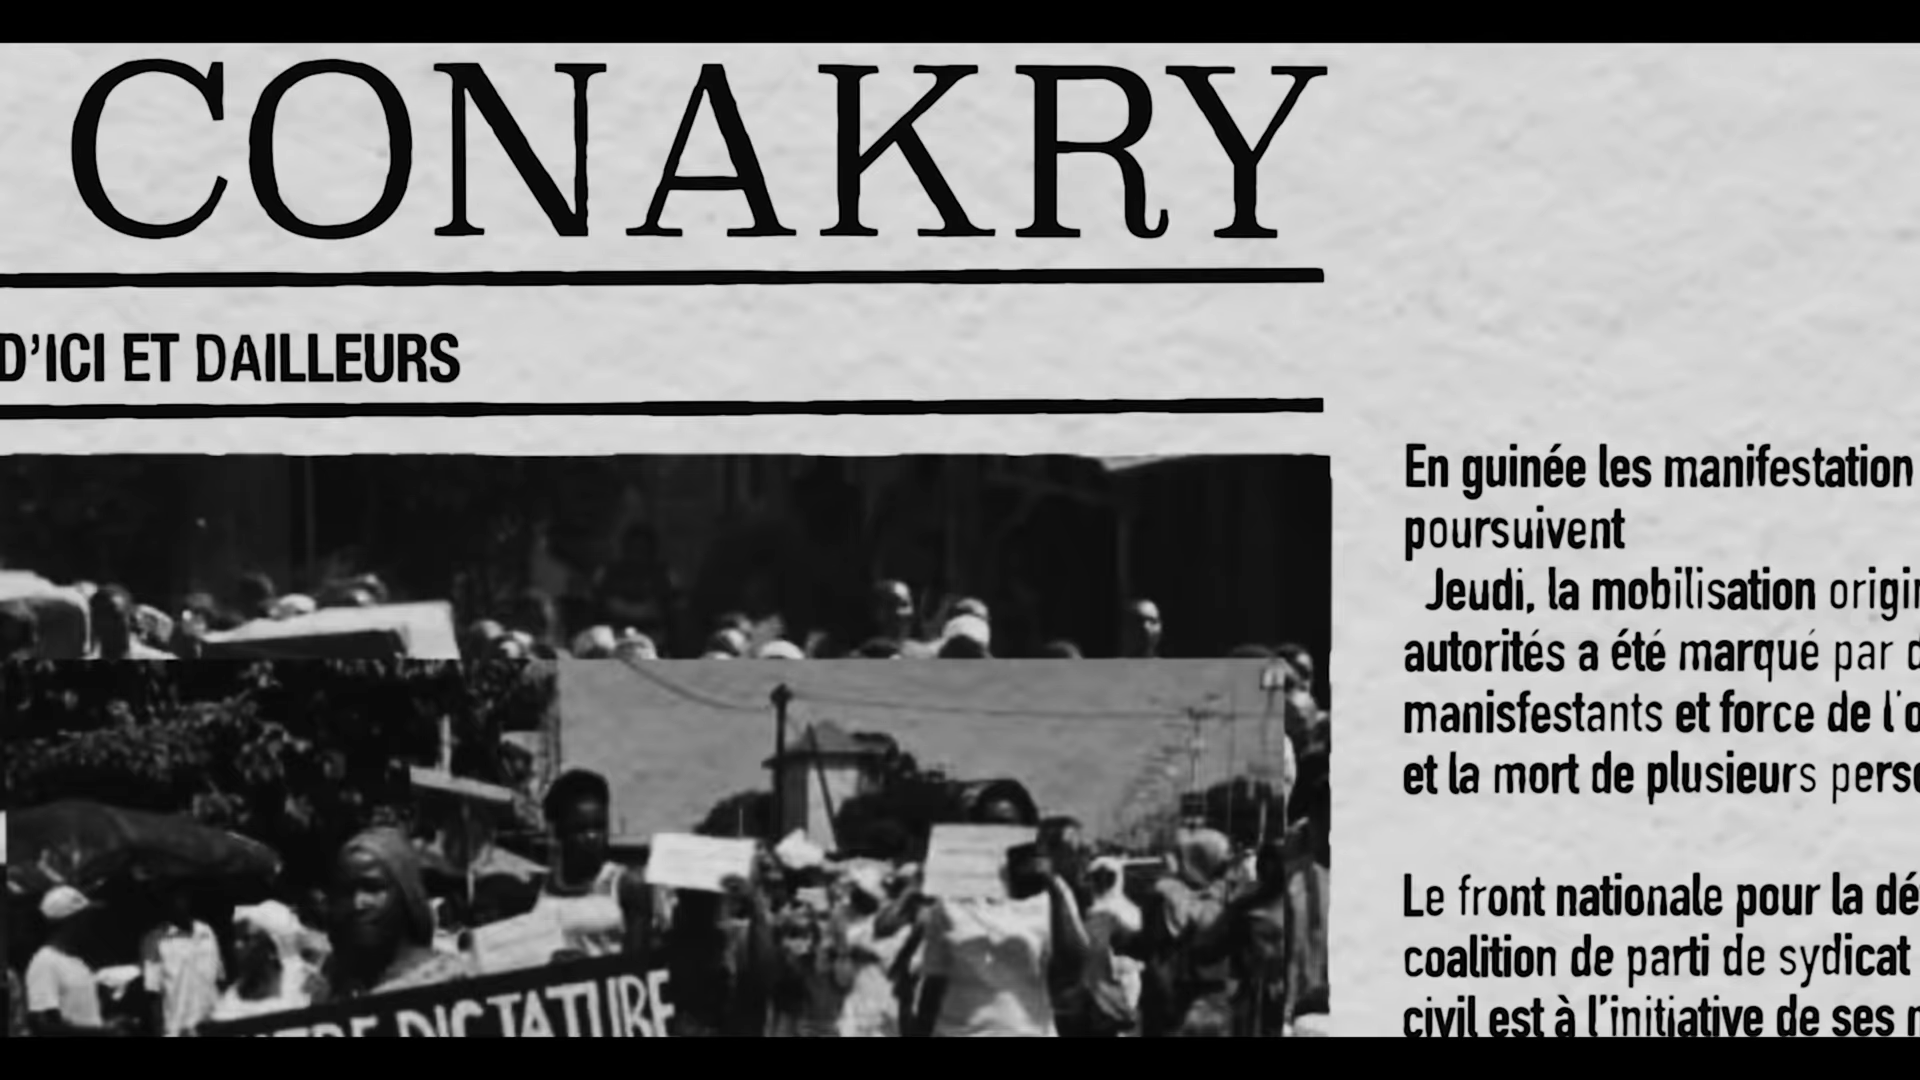 CONAKRY
D'ICI ET DAILLEURS
En guinée les manifestation
poursuivent
Jeudi, la mobilisation
autorités a été marqué par
manisfestants et force de
et la mort de plusieurs
Le front nationale pour la
coalition de parti de sydicat
civil est à l'initiative de ses
DICTATURE